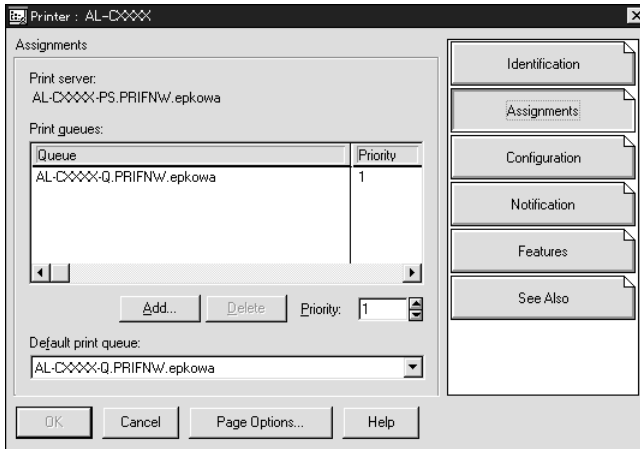 Printer : AL-CXXXX
Assignments
Print server:
AL-CXXXX-PS.PRIFNW.epkowa
Print queues:
Queue Priority
AL-CXXXX-Q.PRIFNW.epkowa 1
Add... Delete Priority: 1
Default print queue:
AL-CXXXX-Q.PRIFNW.epkowa
OK Cancel Page Options... Help
Identification
Assignments
Configuration
Notification
Features
See Also